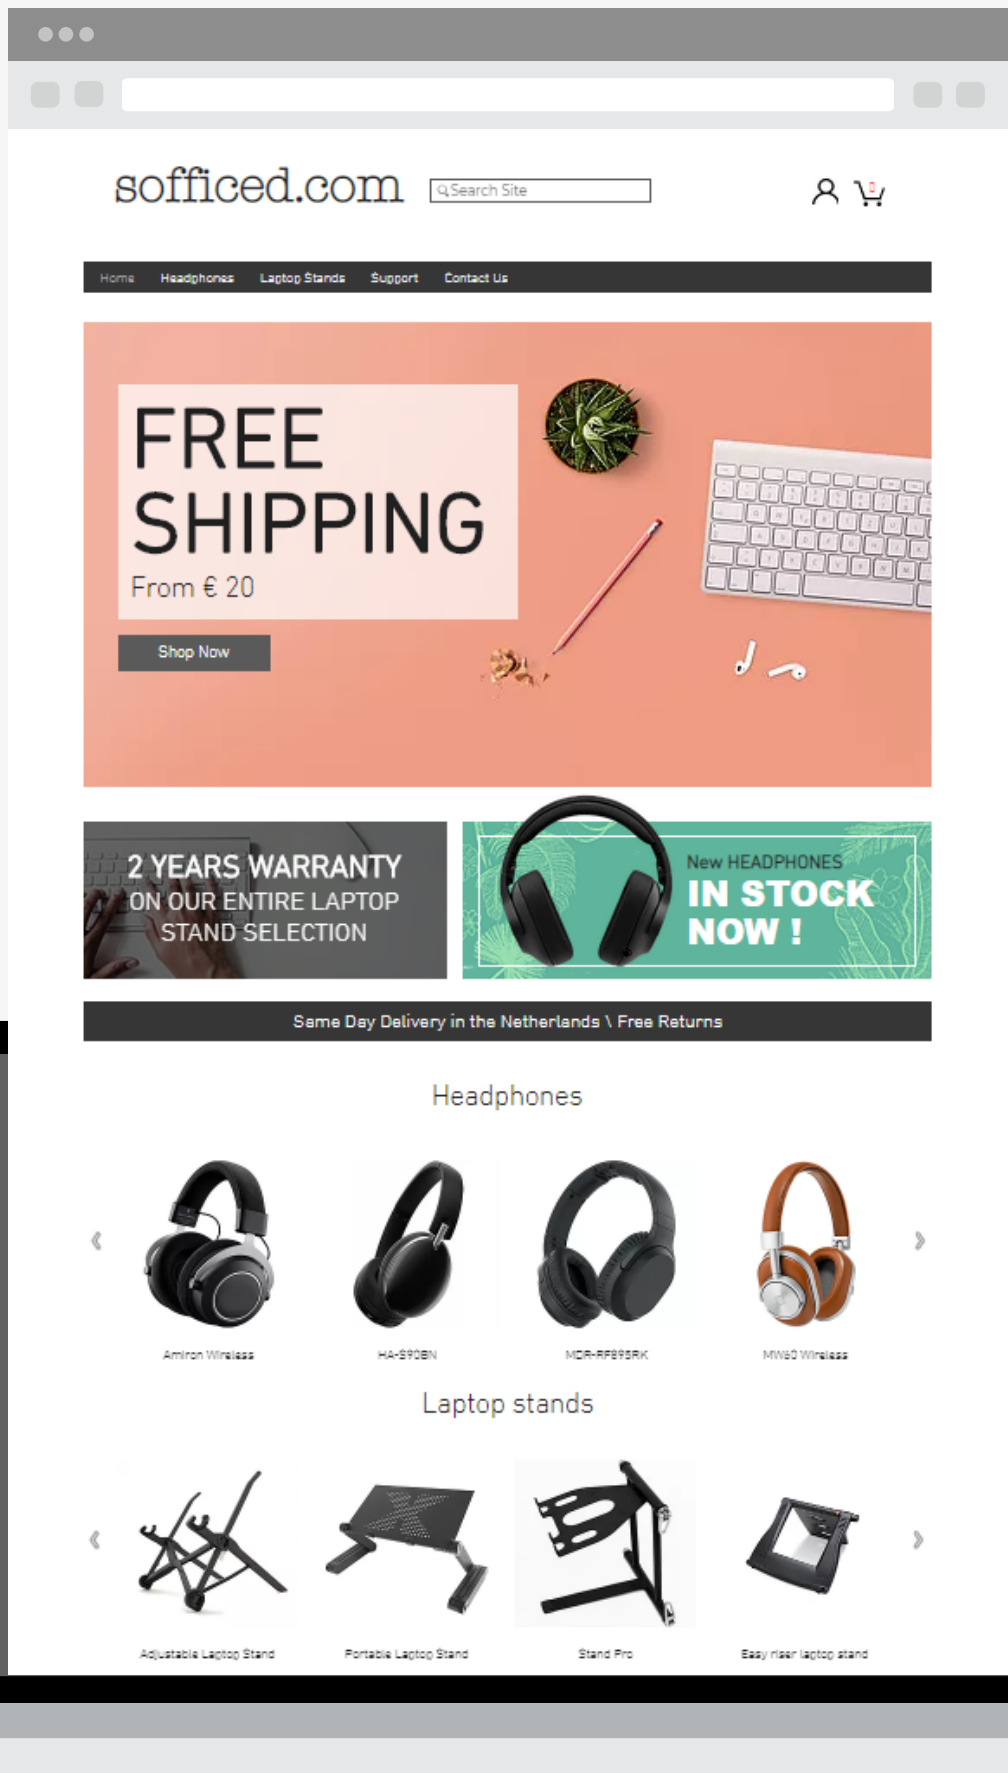 sofficed.com
Search Site
0
Home Headphones Laptop Stands Support Contact Us
FREE
SHIPPING
From € 20
Shop Now
2 YEARS WARRANTY
ON OUR ENTIRE LAPTOP
STAND SELECTION
New HEADPHONES
IN STOCK
NOW !
Same Day Delivery in the Netherlands \ Free Returns
Headphones
Amiron Wireless HA-S90BN MDR-RF895RK MW60 Wireless
Laptop stands
Adjustable Laptop Stand Portable Laptop Stand Stand Pro Easy riser laptop stand